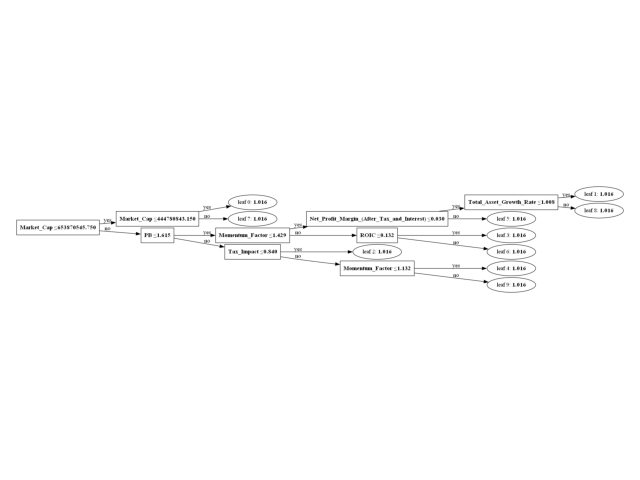 Market_Cap ≤653870545.750
yes
no
Market_Cap ≤444780843.150
yes
no
leaf 0: 1.016
leaf 7: 1.016
PB ≤1.615
yes
no
Momentum_Factor ≤1.429
yes
no
Net_Profit_Margin_(After_Tax_and_Interest) ≤0.030
yes
no
Total_Asset_Growth_Rate ≤1.008
yes
no
leaf 1: 1.016
leaf 8: 1.016
leaf 5: 1.016
ROIC ≤0.132
yes
no
leaf 3: 1.016
leaf 6: 1.016
Tax_Impact ≤0.840
yes
no
leaf 2: 1.016
Momentum_Factor ≤1.132
yes
no
leaf 4: 1.016
leaf 9: 1.016